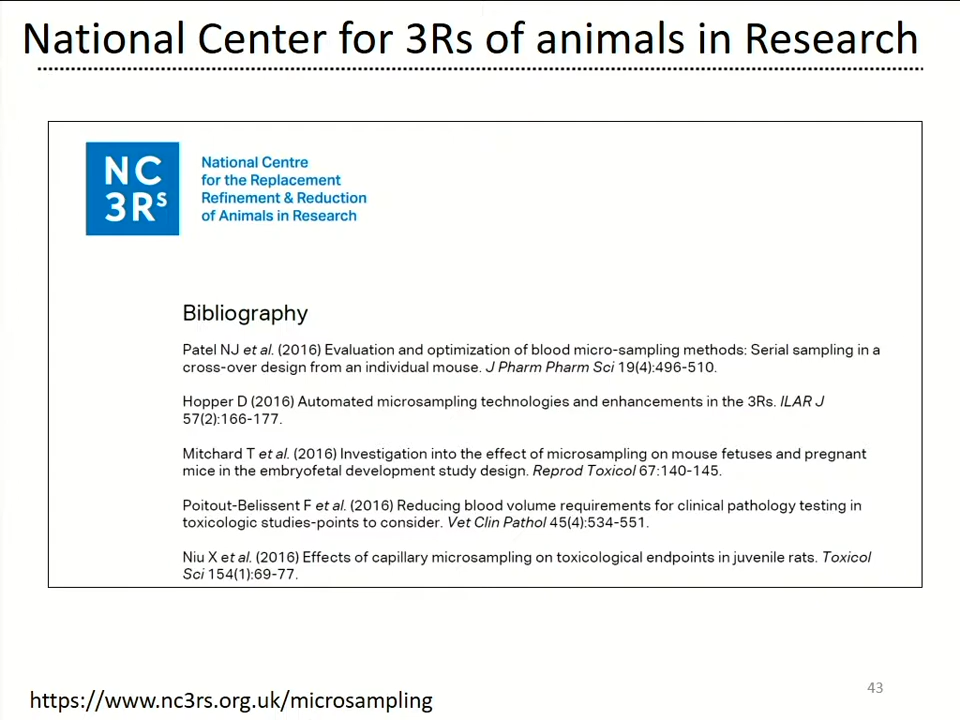 National Center for 3Rs of animals in Research
NC
3Rs
National Centre
for the Replacement
Refinement & Reduction
of Animals in Research
Bibliography
Patel NJ et al. (2016) Evaluation and optimization of blood micro-sampling methods: Serial sampling in a
cross-over design from an individual mouse. J Pharm Pharm Sci 19(4):496-510.
Hopper D (2016) Automated microsampling technologies and enhancements in the 3Rs. ILAR J
57(2):166-177.
Mitchard T et al. (2016) Investigation into the effect of microsampling on mouse fetuses and pregnant
mice in the embryofetal development study design. Reprod Toxicol 67:140-145.
Poitout-Belissent F et al. (2016) Reducing blood volume requirements for clinical pathology testing in
toxicologic studies-points to consider. Vet Clin Pathol 45(4):534-551.
Niu X et al. (2016) Effects of capillary microsampling on toxicological endpoints in juvenile rats. Toxicol
Sci 154(1):69-77.
43
https://www.nc3rs.org.uk/microsampling